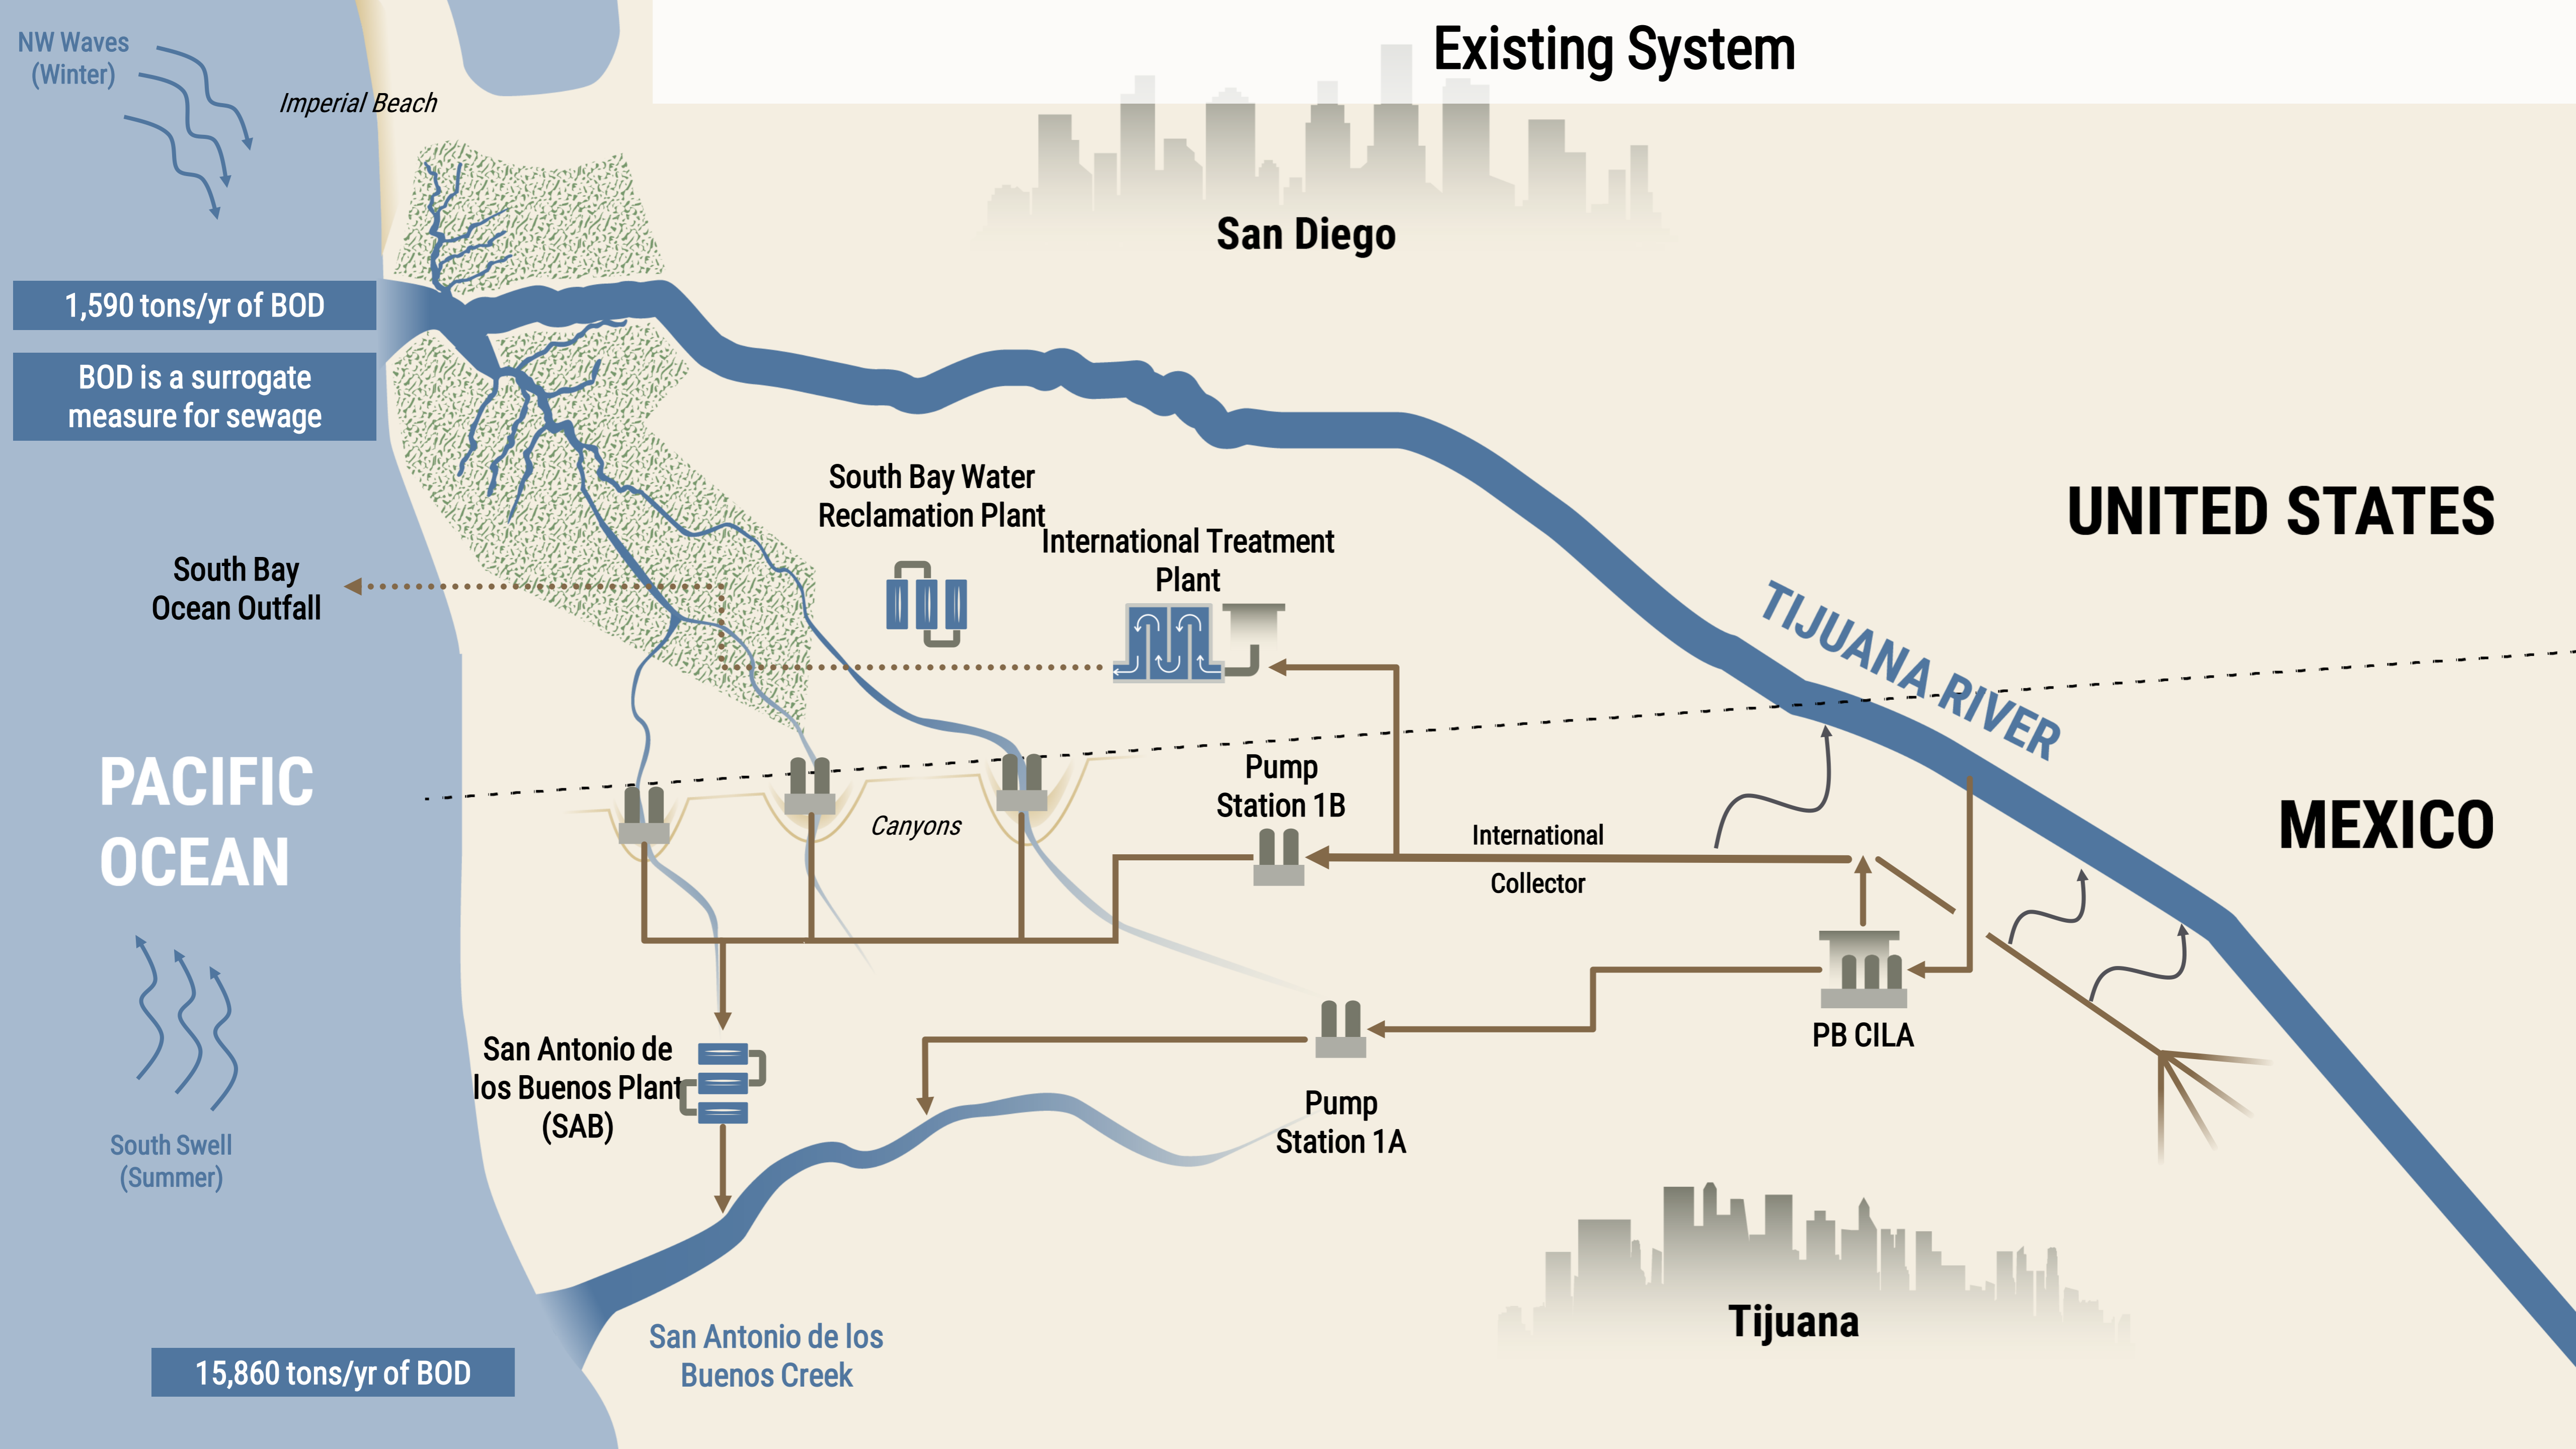 Existing System
NW Waves
(Winter)
Imperial Beach
San Diego
1,590 tons/yr of BOD
BOD is a surrogate
measure for sewage
South Bay Water
Reclamation Plant
International Treatment
Plant
UNITED STATES
South Bay
Ocean Outfall
TIJUANA RIVER
PACIFIC
OCEAN
Pump
Station 1B
Canyons
International
Collector
MEXICO
San Antonio de
los Buenos Plant
(SAB)
PB CILA
Pump
Station 1A
South Swell
(Summer)
Tijuana
San Antonio de los
Buenos Creek
15,860 tons/yr of BOD